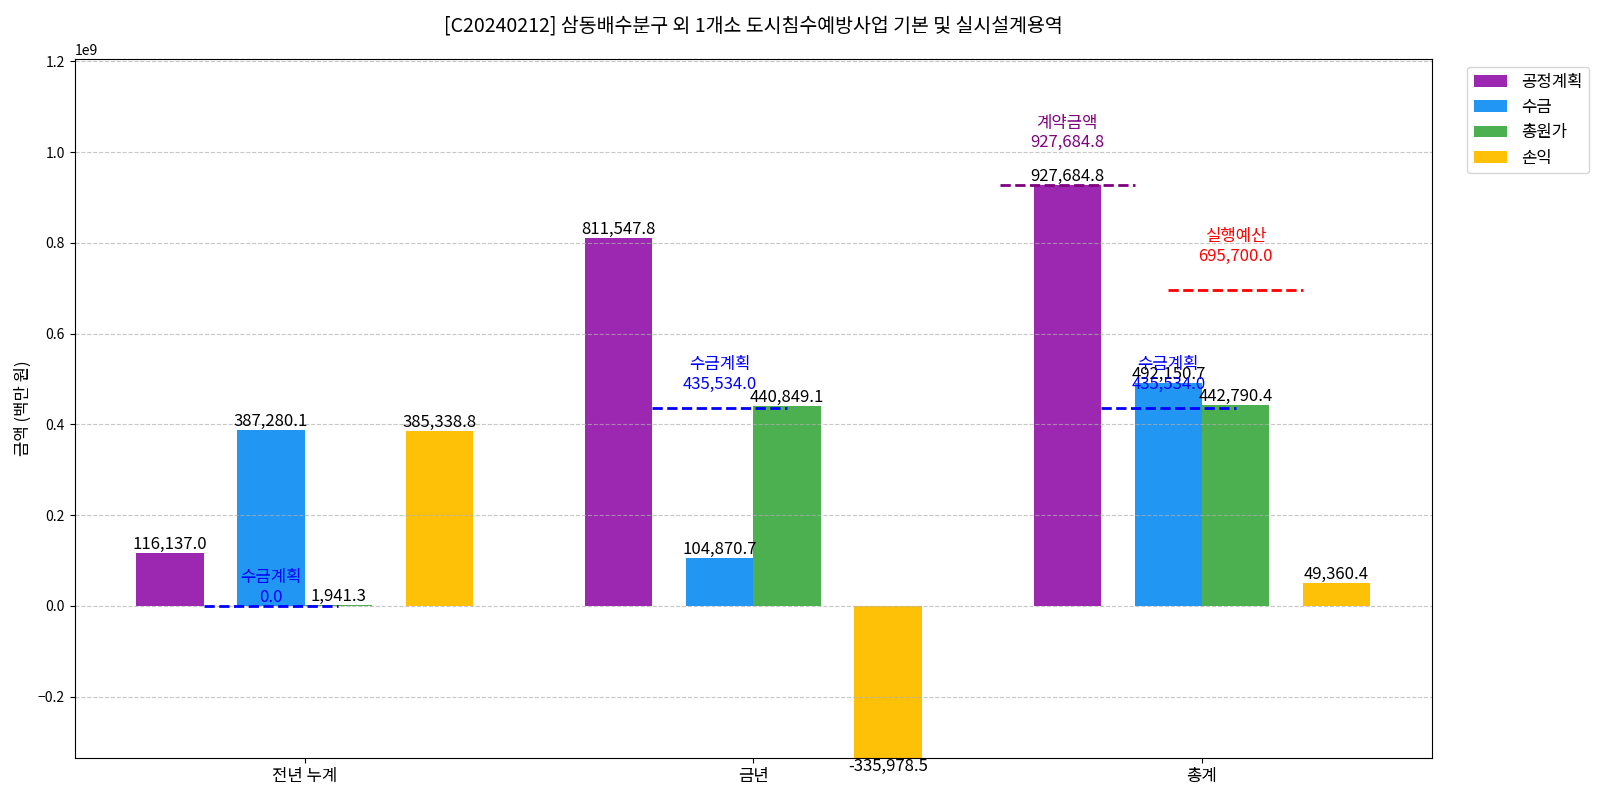 [C20240212] 삼동배수분구 외 1개소 도시침수예방사업 기본 및 실시설계용역
1e9
1.2
1.0
0.8
0.6
0.4
0.2
0.0
−0.2
금액 (백만 원)
공정계획
수금
총원가
손익
116,137.0
387,280.1
수금계획
0.0
1,941.3
385,338.8
811,547.8
수금계획
435,534.0
104,870.7
440,849.1
-335,978.5
계약금액
927,684.8
927,684.8
실행예산
695,700.0
수금계획
435,534.0
492,150.7
442,790.4
49,360.4
전년 누계
금년
총계